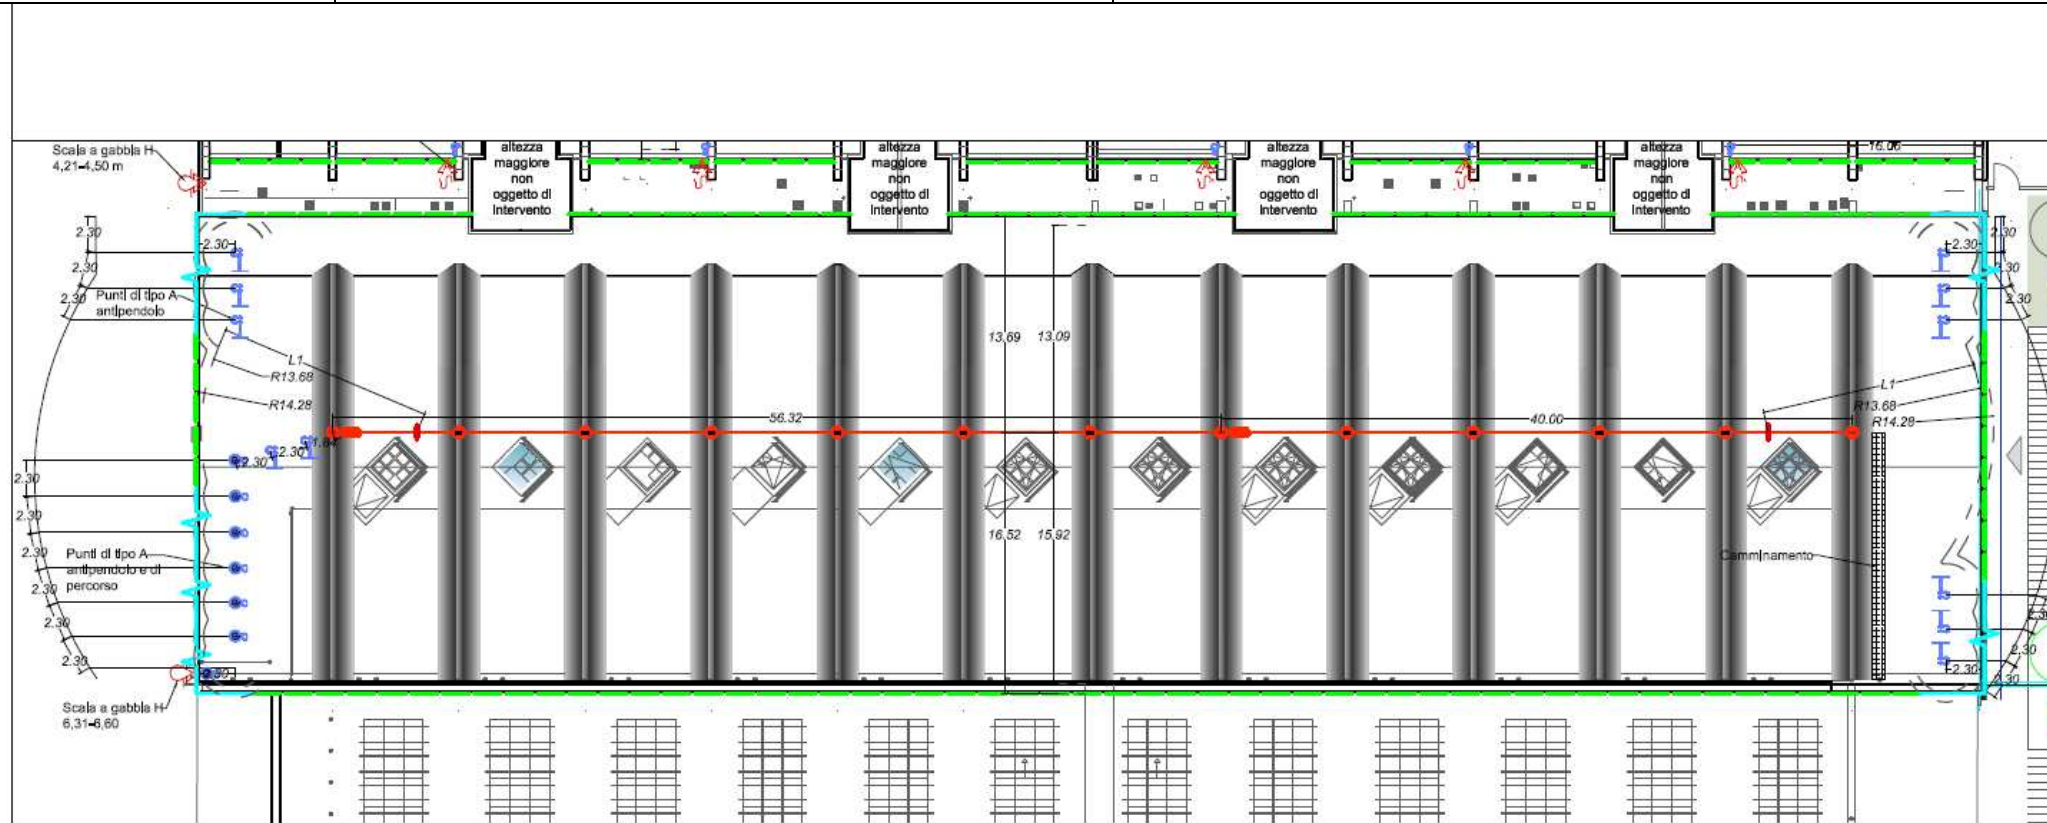 Scala a gabbia H
4,21-4,50 m
altezza
maggiore
non
oggetto di
intervento
altezza
maggiore
non
oggetto di
intervento
altezza
maggiore
non
oggetto di
intervento
altezza
maggiore
non
oggetto di
intervento
16.06
2.30
2.30
2.30
2.30
2.30
2.30
2.30
2.30
Punti di tipo A
antipendolo
L1
R13.68
R14.28
13.69
13.09
L1
R13.68
R14.28
56.32
40.00
2.30
2.30
2.30
2.30
2.30
2.30
2.30
2.30
2.30
16.52
15.92
Punti di tipo A
antipendolo e di
percorso
Camminamento
2.30
2.30
2.30
2.30
Scala a gabbia H
6,31-6,60